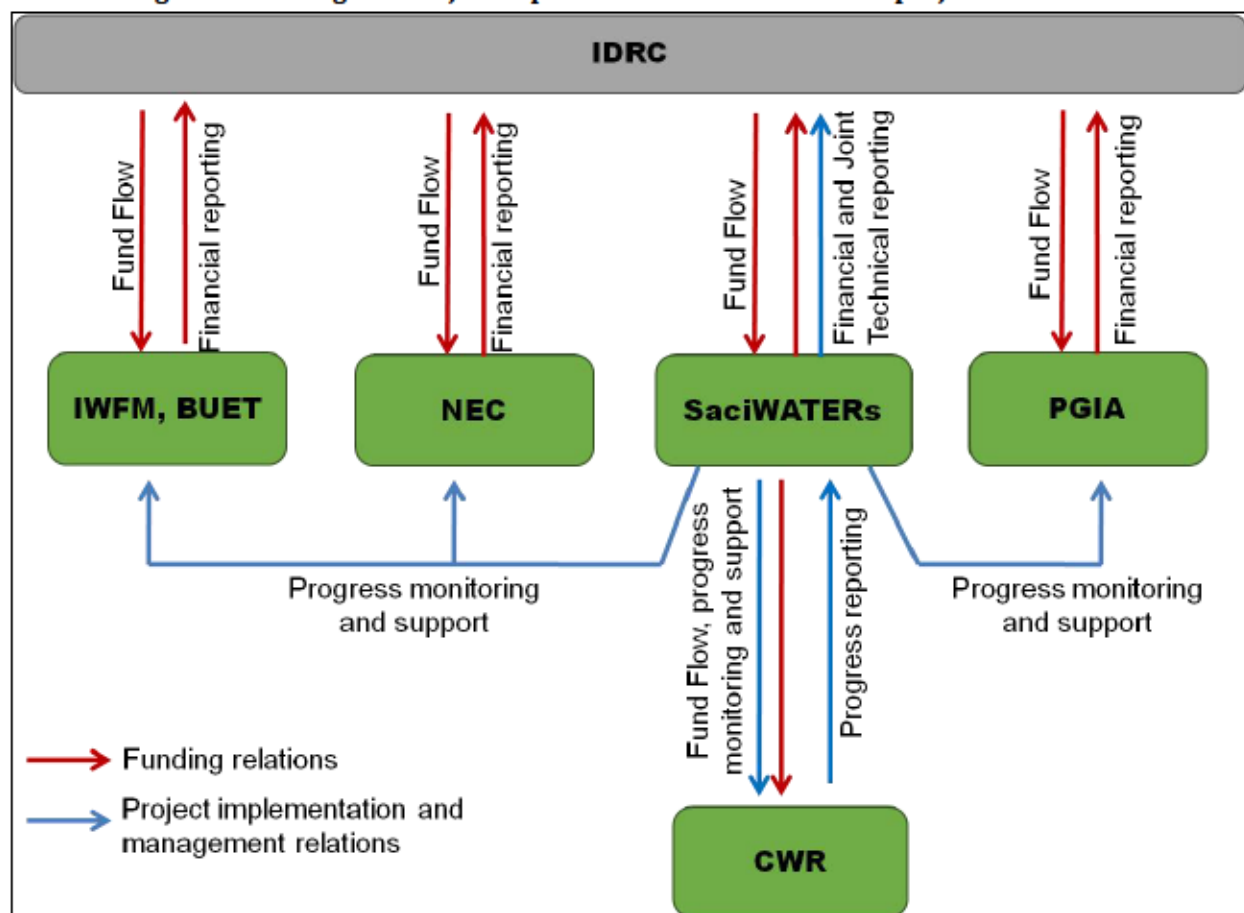 IDRC
Fund Flow
Financial reporting
Fund Flow
Financial reporting
Fund Flow
Financial and Joint
Technical reporting
Fund Flow
Financial reporting
IWFM, BUET
NEC
SaciWATERs
PGIA
Progress monitoring
and support
Fund Flow, progress
monitoring and support
Progress reporting
Progress monitoring
and support
Funding relations
Project implementation and
management relations
CWR